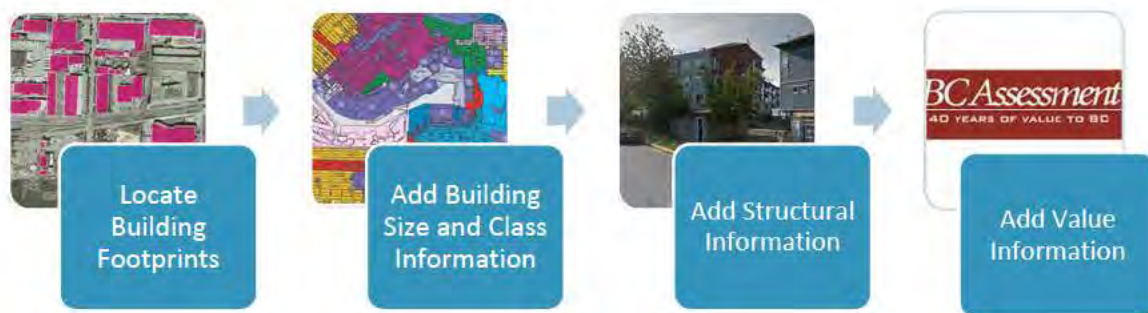 Locate
Building
Footprints
Add Building
Size and Class
Information
Add Structural
Information
BC Assessment
40 YEARS OF VALUE TO BC
Add Value
Information